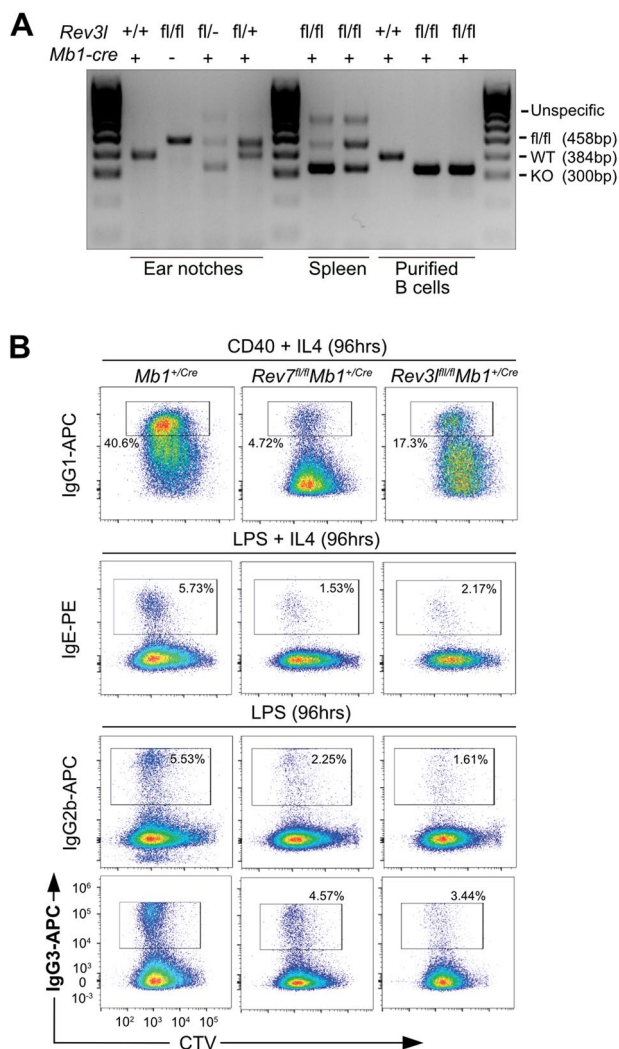 A
Rev3l +/+ fl/fl fl/- fl/+ fl/fl fl/fl +/+ fl/fl fl/fl
Mb1-cre + - + + + + + + +
Unspecific
fl/fl (458bp)
WT (384bp)
KO (300bp)
Ear notches Spleen Purified
B cells
B
CD40 + IL4 (96hrs)
Mb1+/Cre Rev7fl/flMb1+/Cre Rev3lfl/flMb1+/Cre
IgG1-APC
40.6% 4.72% 17.3%
LPS + IL4 (96hrs)
IgE-PE
5.73% 1.53% 2.17%
LPS (96hrs)
IgG2b-APC
5.53% 2.25% 1.61%
IgG3-APC
4.57% 3.44%
10⁶
10⁵
10⁴
10³
0
10⁻³
10² 10³ 10⁴ 10⁵
CTV